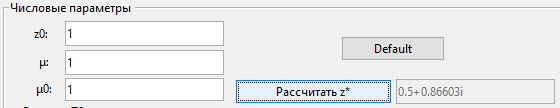 Числовые параметры
z0: 1
Default
μ: 1
μ0: 1
Рассчитать z* 0.5+0.86603i